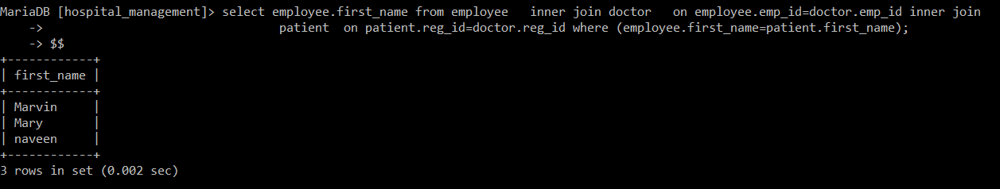 MariaDB [hospital_management]> select employee.first_name from employee   inner join doctor   on employee.emp_id=doctor.emp_id inner join
    ->                                 patient  on patient.reg_id=doctor.reg_id where (employee.first_name=patient.first_name);
    -> $$
+------------+
| first_name |
+------------+
| Marvin     |
| Mary       |
| naveen     |
+------------+
3 rows in set (0.002 sec)